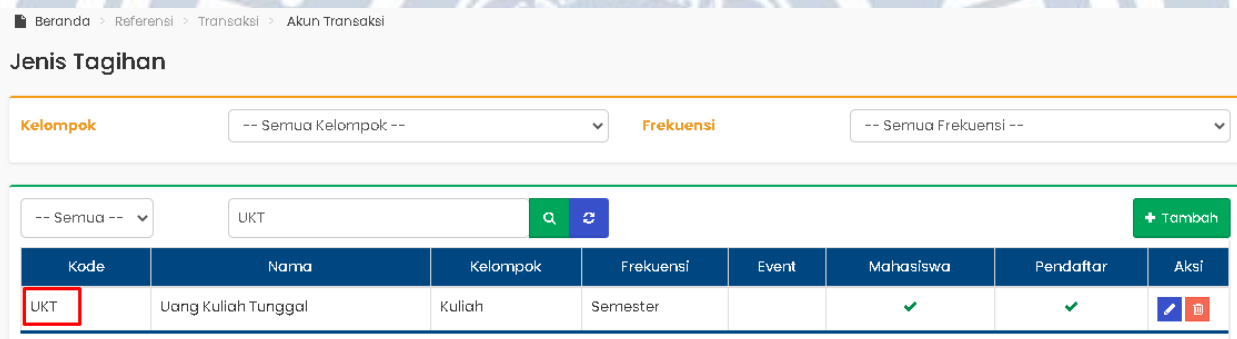 Beranda > Referensi > Transaksi > Akun Transaksi
Jenis Tagihan
Kelompok -- Semua Kelompok -- Frekuensi -- Semua Frekuensi --
-- Semua -- UKT + Tambah
Kode Nama Kelompok Frekuensi Event Mahasiswa Pendaftar Aksi
UKT Uang Kuliah Tunggal Kuliah Semester ✔ ✔